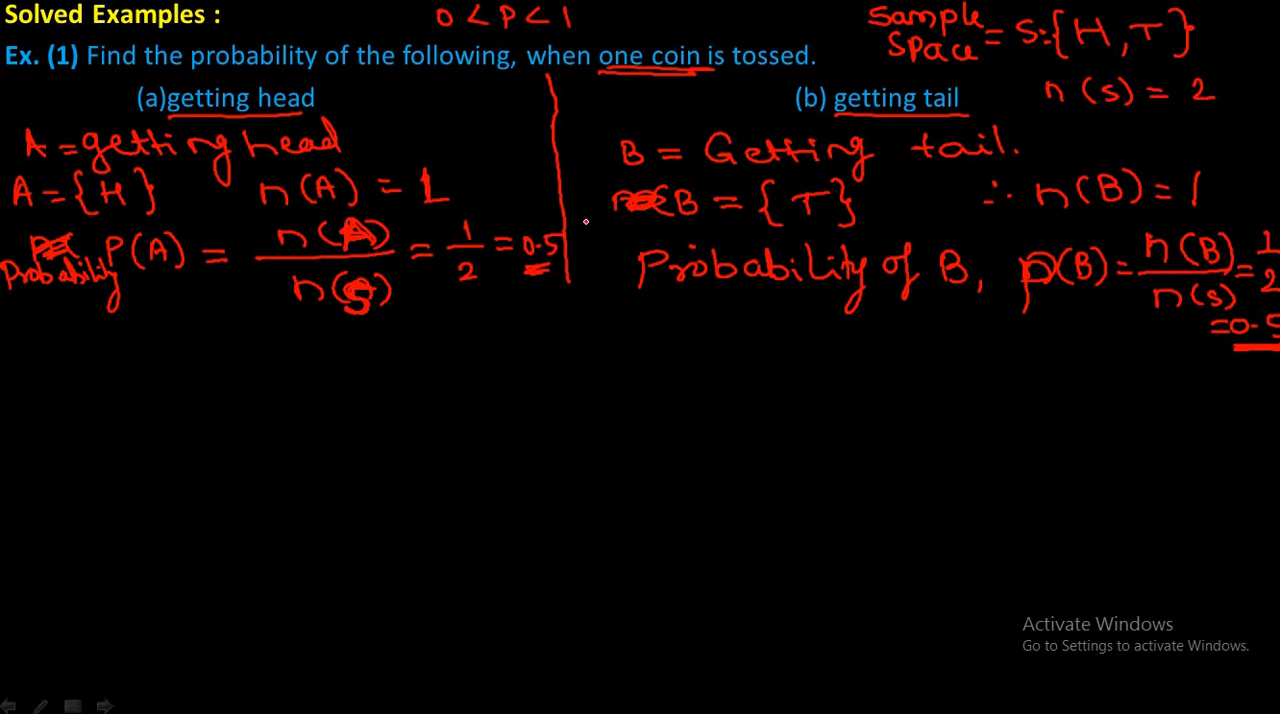 Solved Examples :
0 < P < 1
Sample Space = S:{H,T}
Ex. (1) Find the probability of the following, when one coin is tossed.
n(s) = 2
(a)getting head
A = getting head
A = {H} n(A) = 1
Probability P(A) = n(A)/n(S) = 1/2 = 0.5
(b) getting tail
B = Getting tail.
B = {T} ∴ n(B) = 1
Probability of B, p(B) = n(B)/n(s) = 1/2
= 0.5
Activate Windows
Go to Settings to activate Windows.